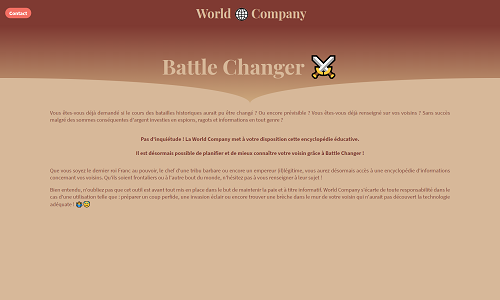 Contact
World Company
Battle Changer
Vous êtes vous déjà demandé si le cours des batailles historiques aurait pu être changé ? Ou encore prévisible ? Vous êtes vous déjà renseigné sur vos voisins ? Sans succès
malgré des sommes conséquentes d'argent investies en espions, ragots et informations en tout genre ?
Pas d'inquiétude ! La World Company met à votre disposition cette encyclopédie éducative.
Il est désormais possible de planifier et de mieux connaître votre voisin grâce à Battle Changer !
Que vous soyez le dernier roi Franc au pouvoir, le chef d'une tribu barbare ou encore un empereur (il)légitime, vous aurez désormais accès à une encyclopédie d'informations
concernant vos voisins. Qu'ils soient frontaliers ou à l'autre bout du monde, n'hésitez pas à vous renseigner à leur sujet !
Bien entendu, n'oubliez pas que cet outil est avant tout mis en place dans le but de maintenir la paix et à titre informatif. World Company s'écarte de toute responsabilité dans le
cas d'une utilisation telle que : préparer un coup perfide, une invasion éclair ou encore trouver une brèche dans le mur de votre voisin qui n'aurait pas découvert la technologie
adéquate !